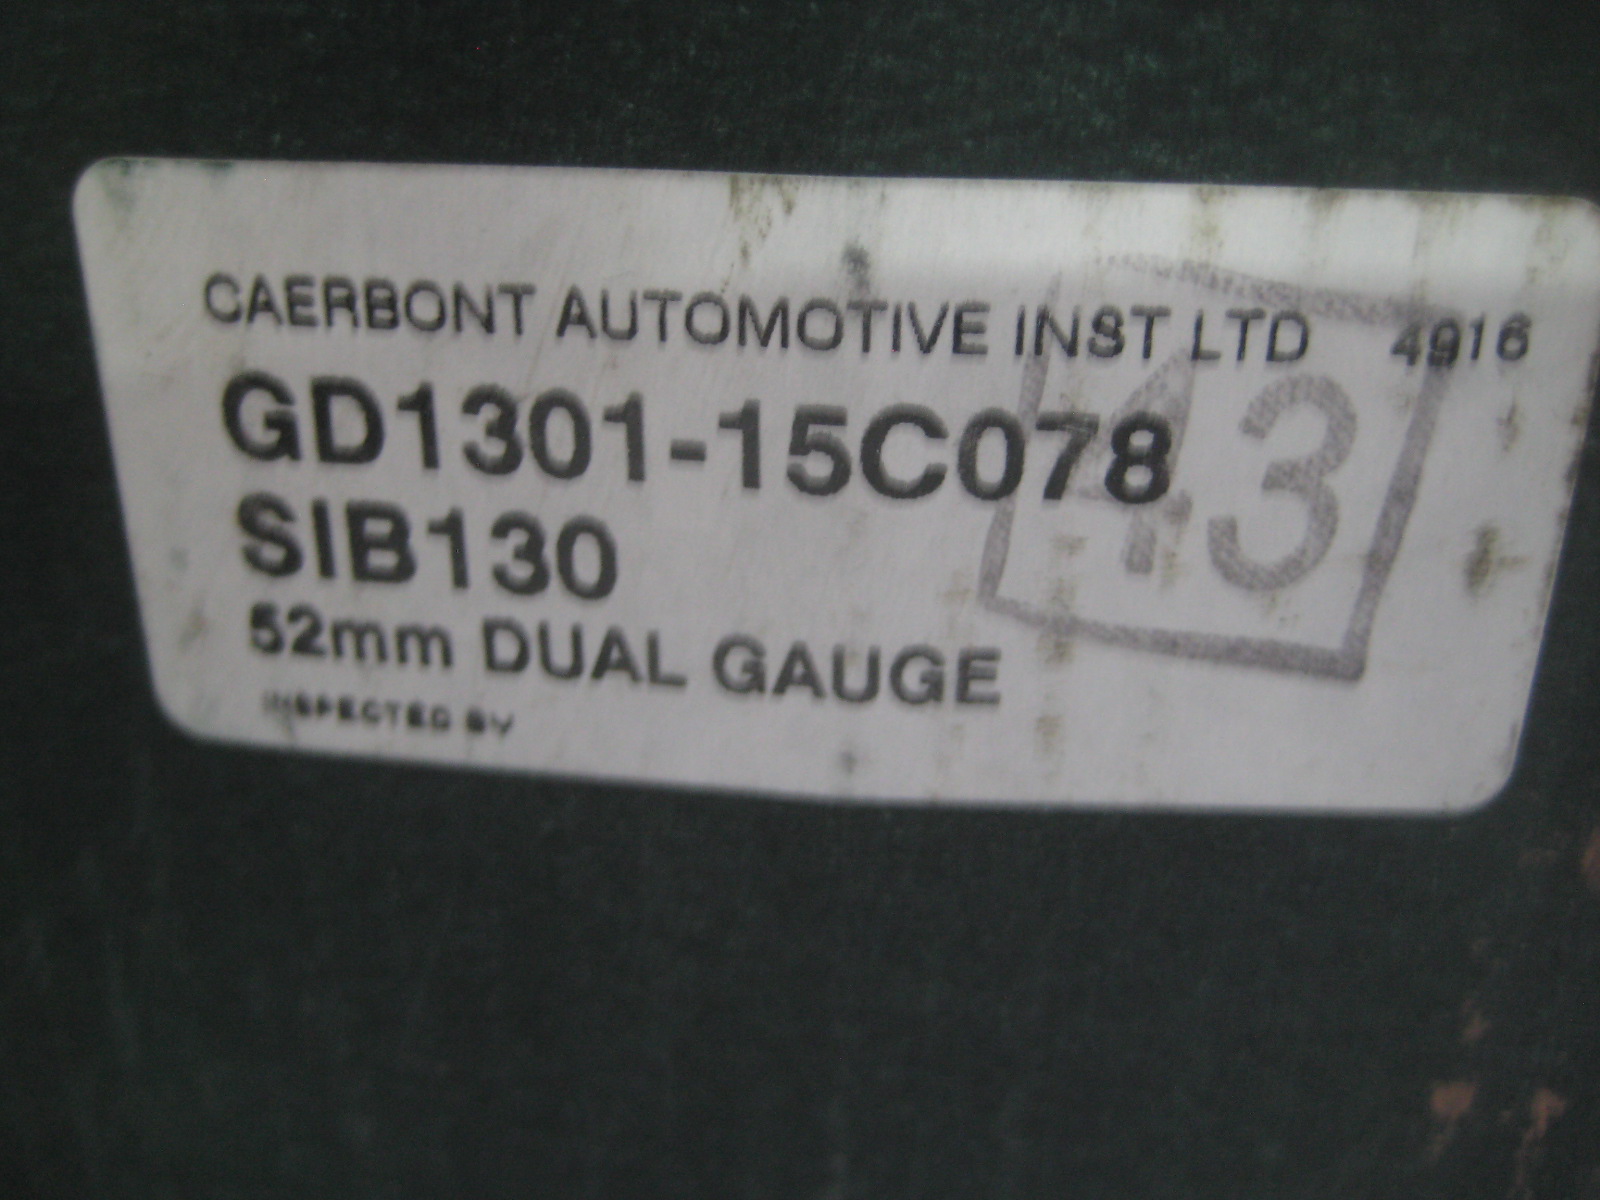 CAERBONT AUTOMOTIVE INST LTD 4916
GD1301-15C078
43
SIB130
52mm DUAL GAUGE
INSPECTED BY